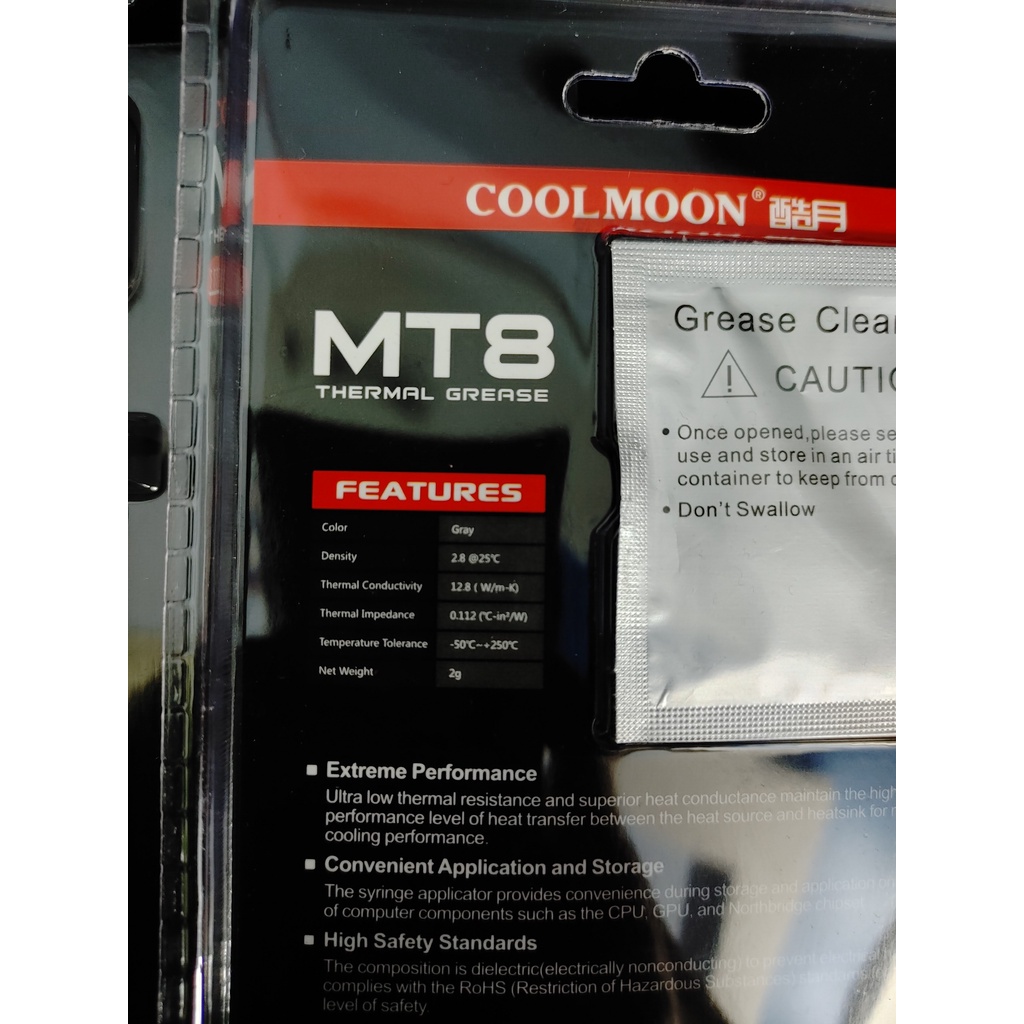 COOLMOON® 酷月
MT8
THERMAL GREASE
Grease Clea
CAUTIO
• Once opened,please se
use and store in an air ti
container to keep from
• Don't Swallow
FEATURES
Color Gray
Density 2.8 @25℃
Thermal Conductivity 12.8 ( W/m-K)
Thermal Impedance 0.112 (℃-in²/W)
Temperature Tolerance -50℃~+250℃
Net Weight 2g
■ Extreme Performance
Ultra low thermal resistance and superior heat conductance maintain the high
performance level of heat transfer between the heat source and heatsink for
cooling performance.
■ Convenient Application and Storage
The syringe applicator provides convenience during storage and application
of computer components such as the CPU, GPU, and Northbridge chipset
■ High Safety Standards
The composition is dielectric(electrically nonconducting) to prevent
complies with the RoHS (Restriction of Hazardous Substances) standards
level of safety.